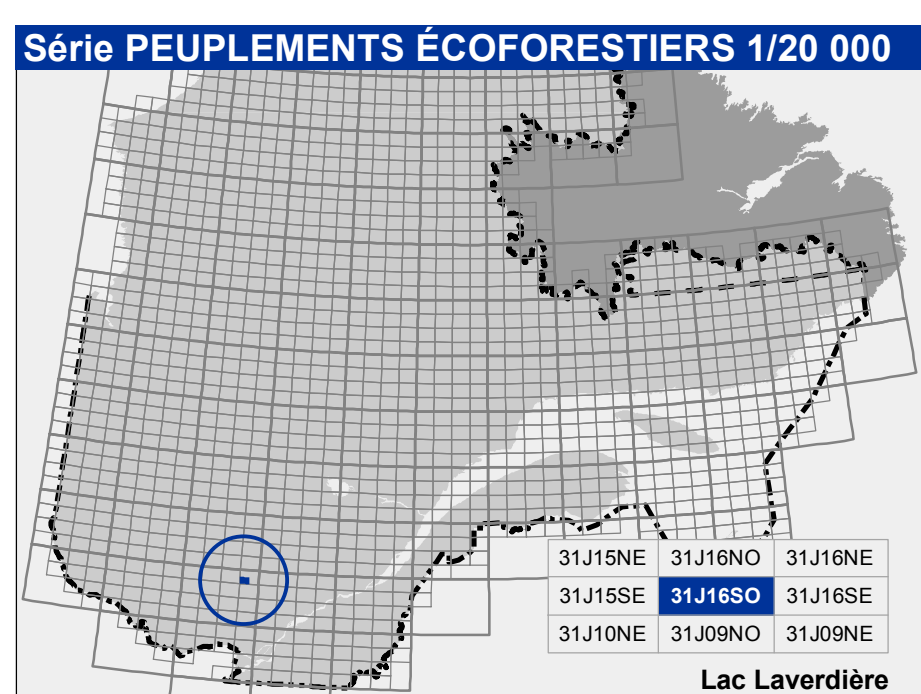 Série PEUPLEMENTS ÉCOFORESTIERS 1/20 000
31J15NE 31J16NO 31J16NE
31J15SE 31J16SO 31J16SE
31J10NE 31J09NO 31J09NE
Lac Laverdière